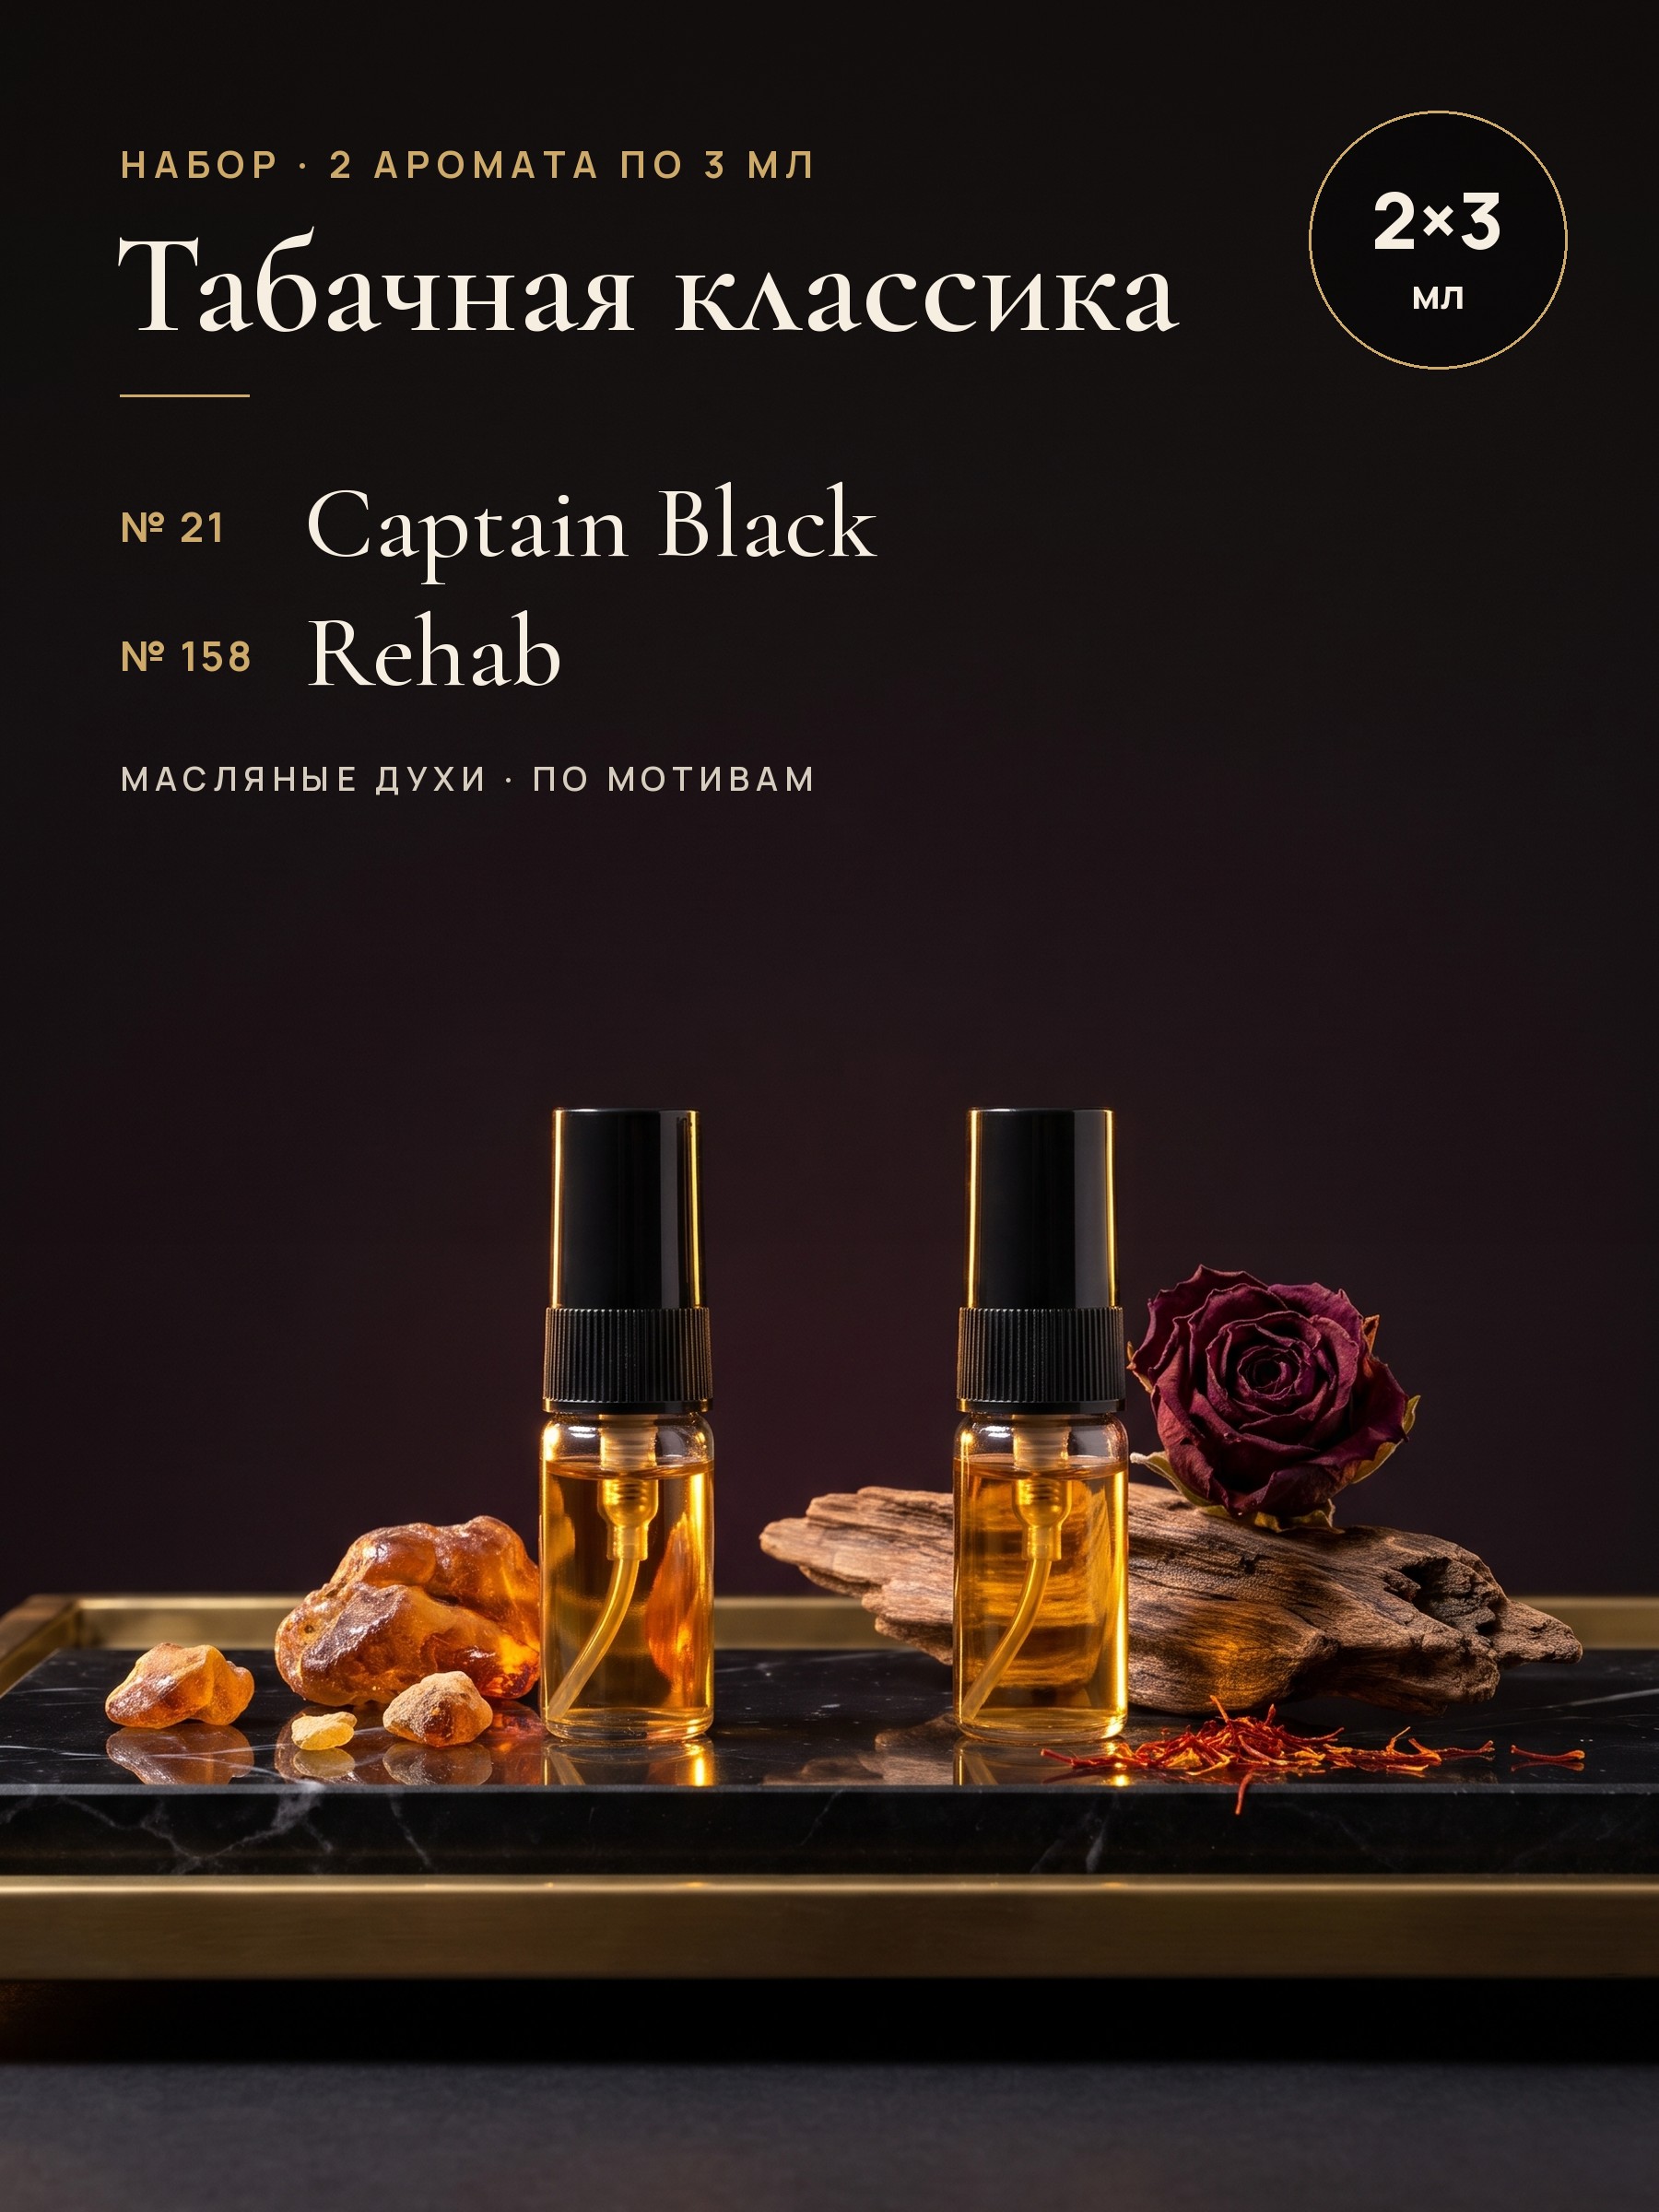 НАБОР · 2 АРОМАТА ПО 3 МЛ
Табачная классика
2×3
мл
№ 21 Captain Black
№ 158 Rehab
МАСЛЯНЫЕ ДУХИ · ПО МОТИВАМ